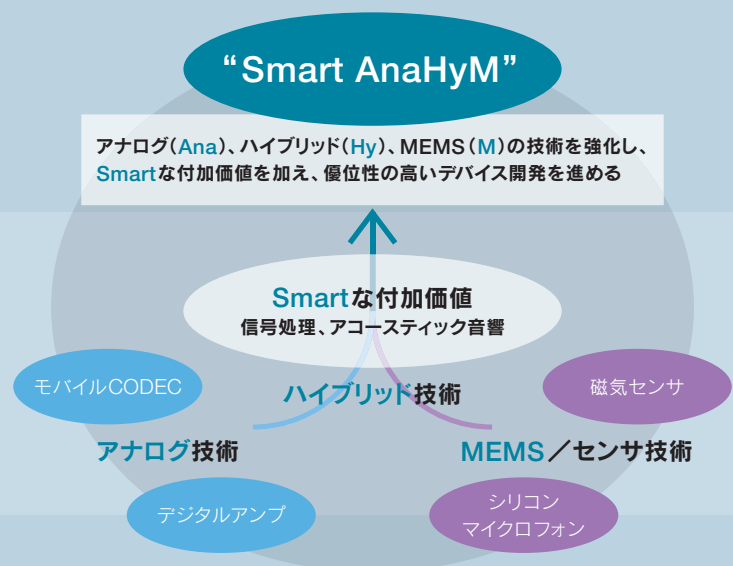 “Smart AnaHyM”
アナログ(Ana)、ハイブリッド(Hy)、MEMS(M)の技術を強化し、
Smartな付加価値を加え、優位性の高いデバイス開発を進める
Smartな付加価値
信号処理、アコースティック音響
モバイルCODEC
ハイブリッド技術
磁気センサ
アナログ技術
MEMS／センサ技術
デジタルアンプ
シリコン
マイクロフォン